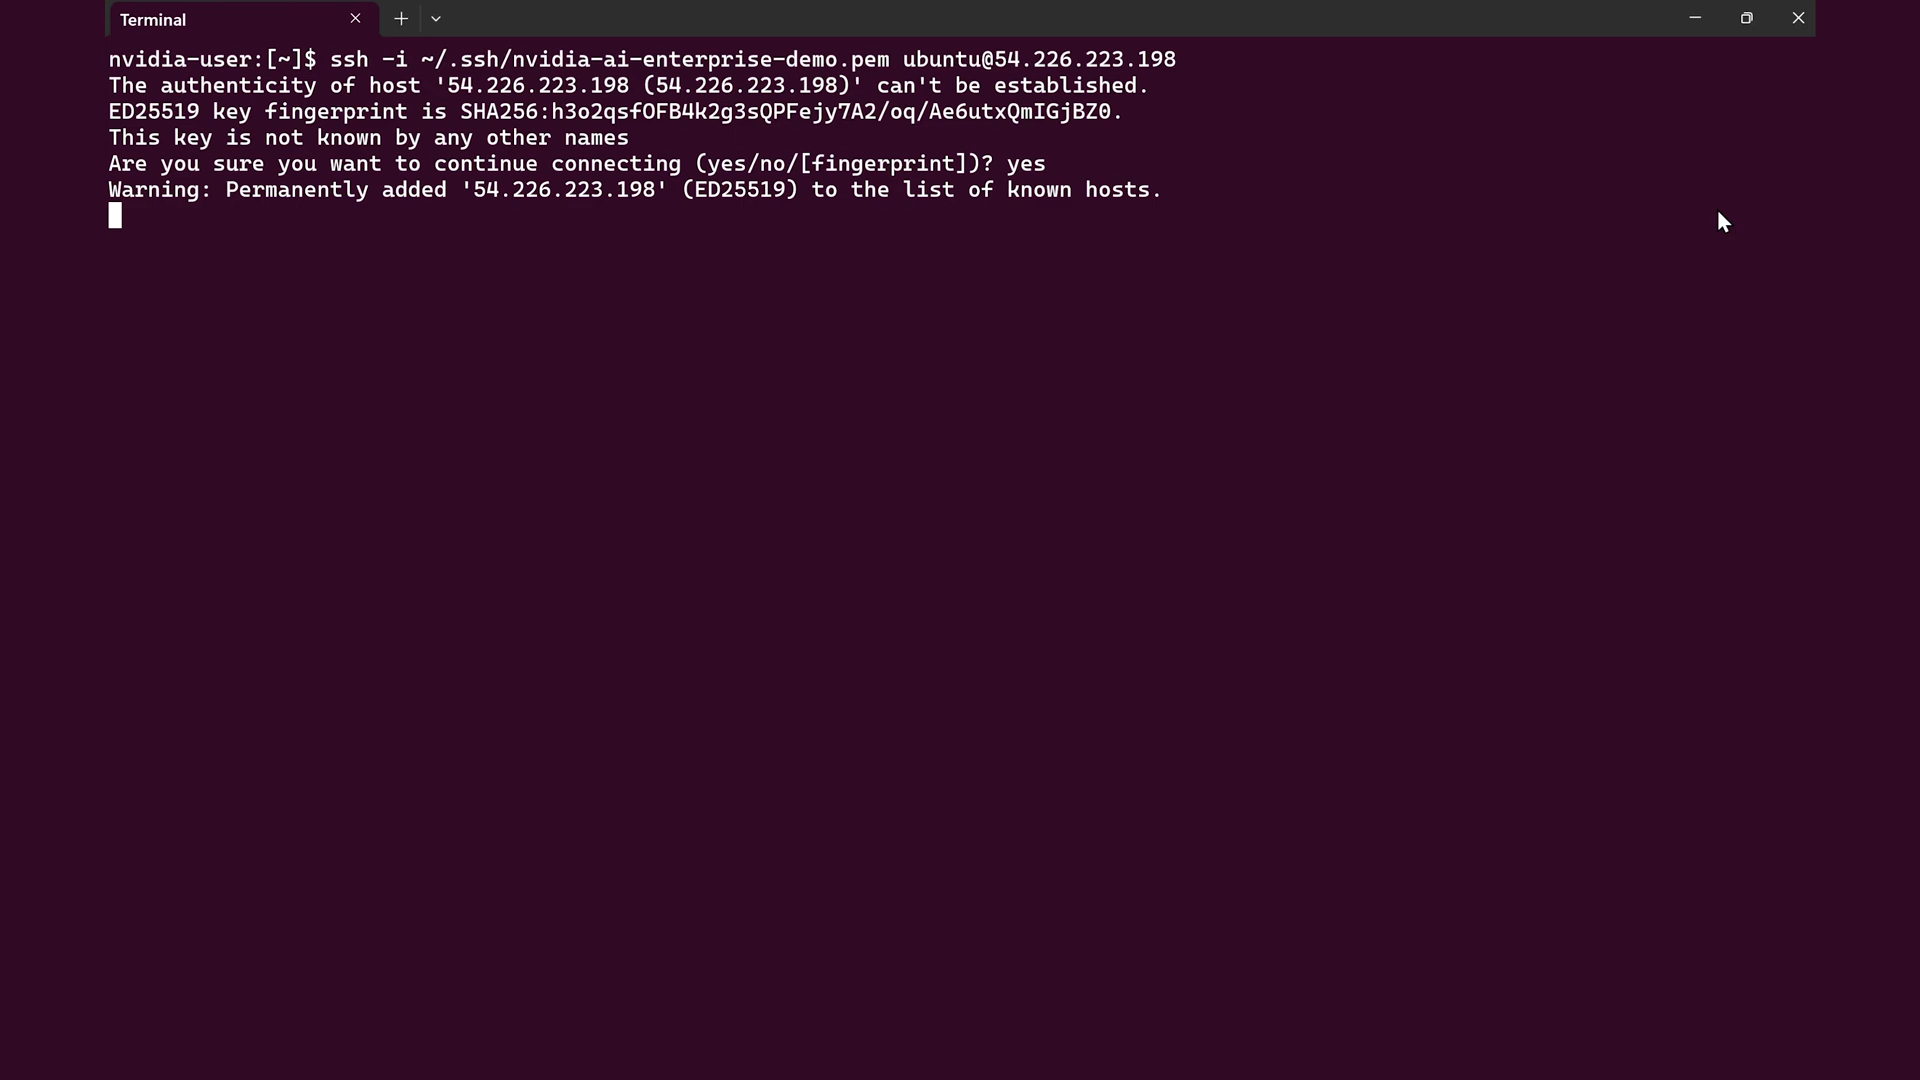 Terminal
nvidia-user:[~]$ ssh -i ~/.ssh/nvidia-ai-enterprise-demo.pem ubuntu@54.226.223.198
The authenticity of host '54.226.223.198 (54.226.223.198)' can't be established.
ED25519 key fingerprint is SHA256:h3o2qsfOFB4k2g3sQPFejy7A2/oq/Ae6utxQmIGjBZ0.
This key is not known by any other names
Are you sure you want to continue connecting (yes/no/[fingerprint])? yes
Warning: Permanently added '54.226.223.198' (ED25519) to the list of known hosts.